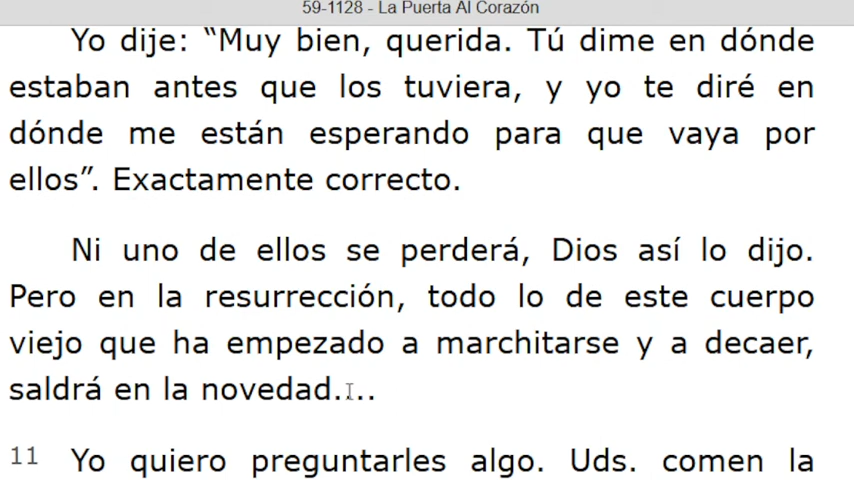 59-1128 - La Puerta Al Corazón
Yo dije: “Muy bien, querida. Tú dime en dónde
estaban antes que los tuviera, y yo te diré en
dónde me están esperando para que vaya por
ellos”. Exactamente correcto.
Ni uno de ellos se perderá, Dios así lo dijo.
Pero en la resurrección, todo lo de este cuerpo
viejo que ha empezado a marchitarse y a decaer,
saldrá en la novedad....
11 Yo quiero preguntarles algo. Uds. comen la